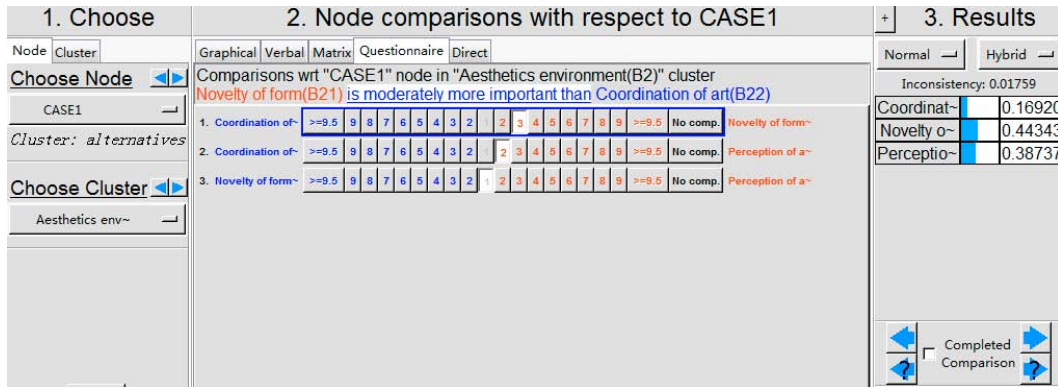 1. Choose
Node Cluster
Choose Node
CASE1
Cluster: alternatives
Choose Cluster
Aesthetics env~
2. Node comparisons with respect to CASE1
Graphical Verbal Matrix Questionnaire Direct
Comparisons wrt "CASE1" node in "Aesthetics environment(B2)" cluster
Novelty of form(B21) is moderately more important than Coordination of art(B22)
1. Coordination of~ >=9.5 9 8 7 6 5 4 3 2 1 2 3 4 5 6 7 8 9 >=9.5 No comp. Novelty of form~
2. Coordination of~ >=9.5 9 8 7 6 5 4 3 2 1 2 3 4 5 6 7 8 9 >=9.5 No comp. Perception of a~
3. Novelty of form~ >=9.5 9 8 7 6 5 4 3 2 1 2 3 4 5 6 7 8 9 >=9.5 No comp. Perception of a~
+ 3. Results
Normal Hybrid
Inconsistency: 0.01759
Coordinat~ 0.16920
Novelty o~ 0.44343
Perceptio~ 0.38737
Completed
Comparison
? ?